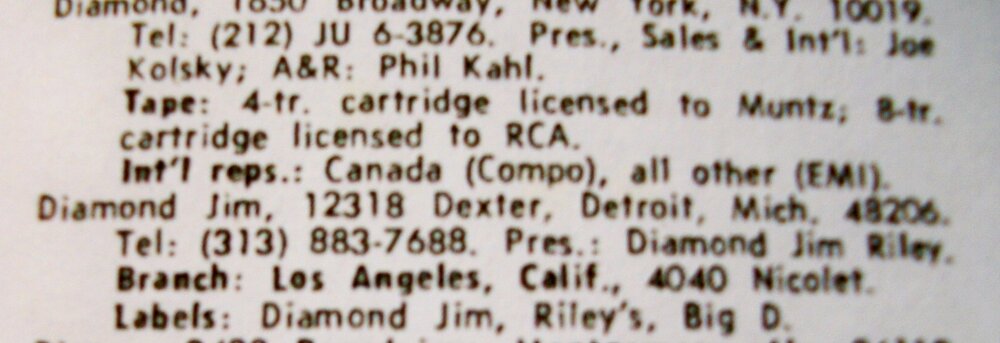 Diamond, 1650 Broadway, New York, N.Y. 10019.
Tel: (212) JU 6-3876. Pres., Sales & Int'l: Joe
Kolsky; A&R: Phil Kahl.
Tape: 4-tr. cartridge licensed to Muntz; 8-tr.
cartridge licensed to RCA.
Int'l reps.: Canada (Compo), all other (EMI).
Diamond Jim, 12318 Dexter, Detroit, Mich. 48206.
Tel: (313) 883-7688. Pres.: Diamond Jim Riley.
Branch: Los Angeles, Calif., 4040 Nicolet.
Labels: Diamond Jim, Riley's, Big D.